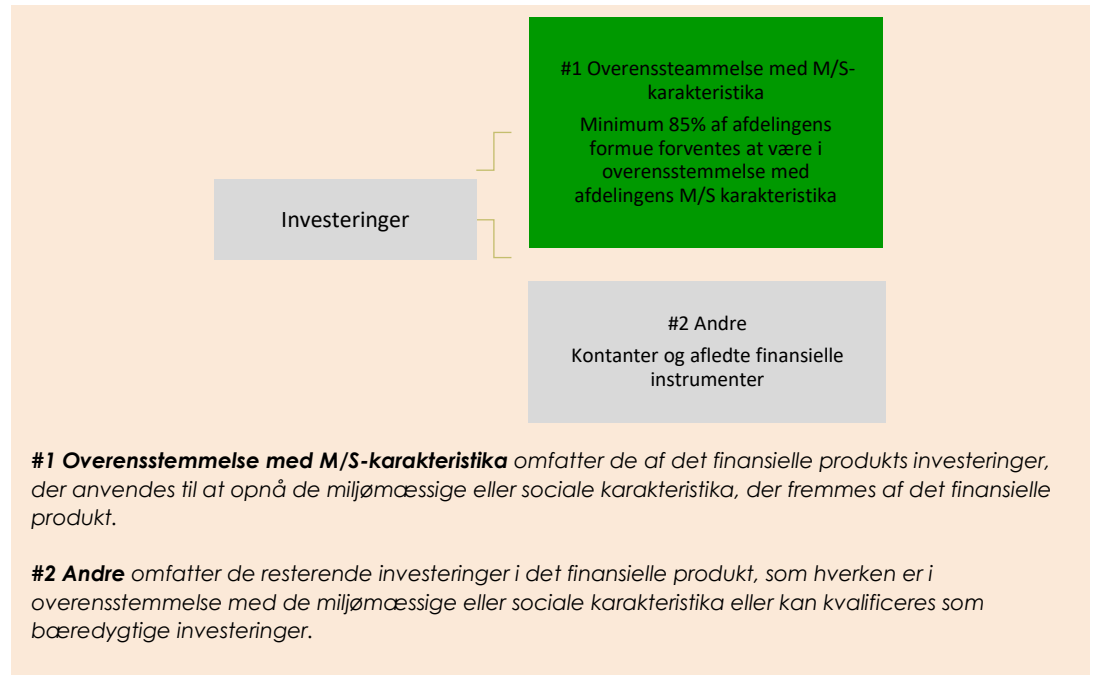 #1 Overenssteammelse med M/S-
karakteristika
Minimum 85% af afdelingens
formue forventes at være i
overensstemmelse med
afdelingens M/S karakteristika
Investeringer
#2 Andre
Kontanter og afledte finansielle
instrumenter
#1 Overensstemmelse med M/S-karakteristika omfatter de af det finansielle produkts investeringer,
der anvendes til at opnå de miljømæssige eller sociale karakteristika, der fremmes af det finansielle
produkt.
#2 Andre omfatter de resterende investeringer i det finansielle produkt, som hverken er i
overensstemmelse med de miljømæssige eller sociale karakteristika eller kan kvalificeres som
bæredygtige investeringer.